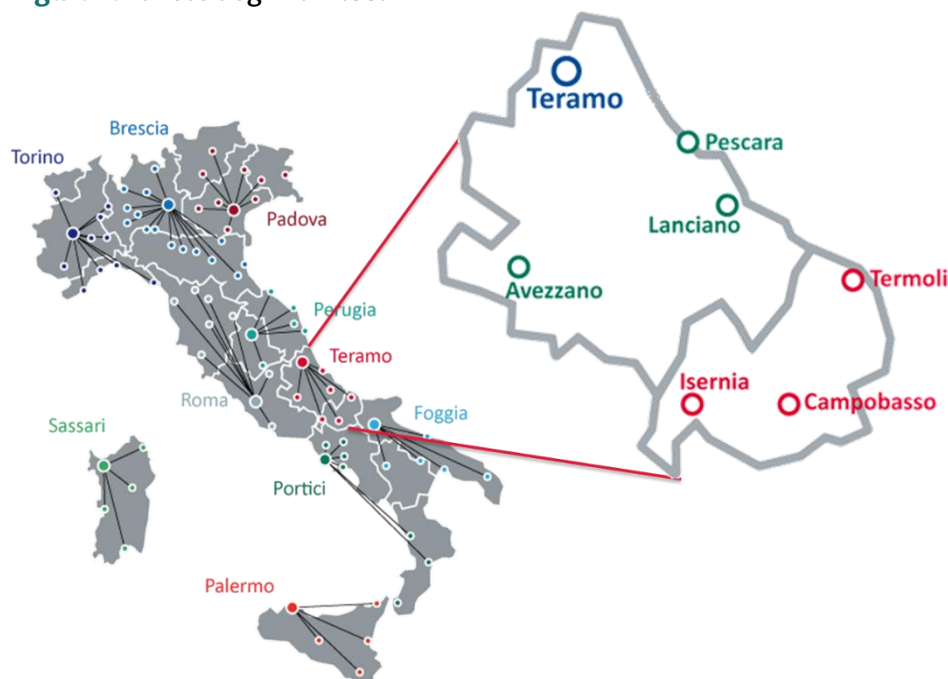 Teramo
Pescara
Lanciano
Avezzano
Termoli
Isernia
Campobasso
Brescia
Torino
Padova
Perugia
Teramo
Roma
Foggia
Sassari
Portici
Palermo